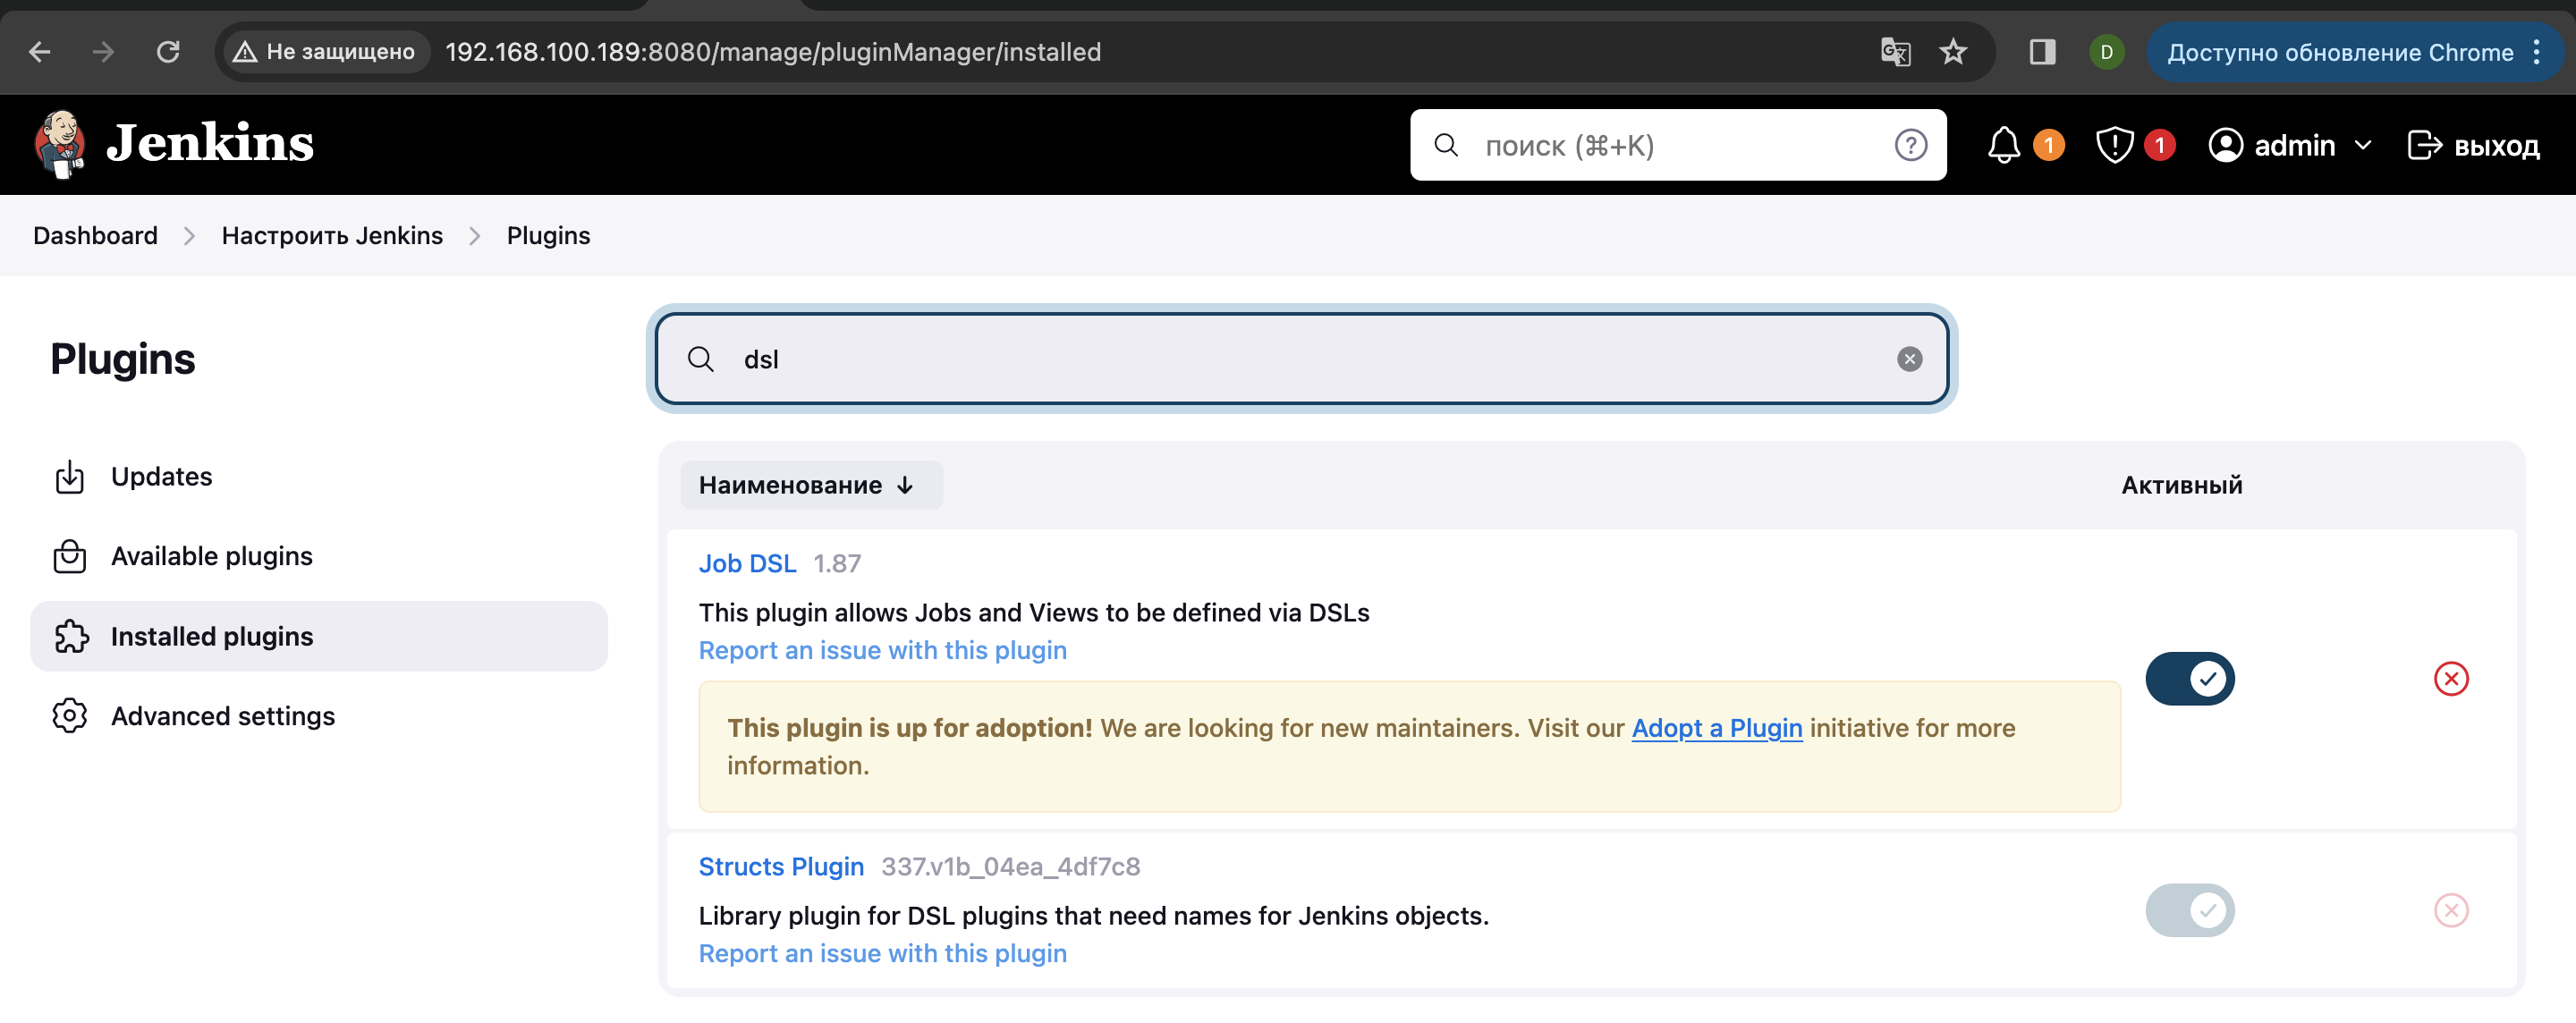 Не защищено 192.168.100.189:8080/manage/pluginManager/installed D Доступно обновление Chrome
Jenkins поиск (⌘+K) ? 1 1 admin выход
Dashboard Настроить Jenkins Plugins
Plugins
dsl
Updates
Available plugins
Installed plugins
Advanced settings
Наименование ↓ Активный
Job DSL 1.87
This plugin allows Jobs and Views to be defined via DSLs
Report an issue with this plugin
This plugin is up for adoption! We are looking for new maintainers. Visit our Adopt a Plugin initiative for more
information.
Structs Plugin 337.v1b_04ea_4df7c8
Library plugin for DSL plugins that need names for Jenkins objects.
Report an issue with this plugin